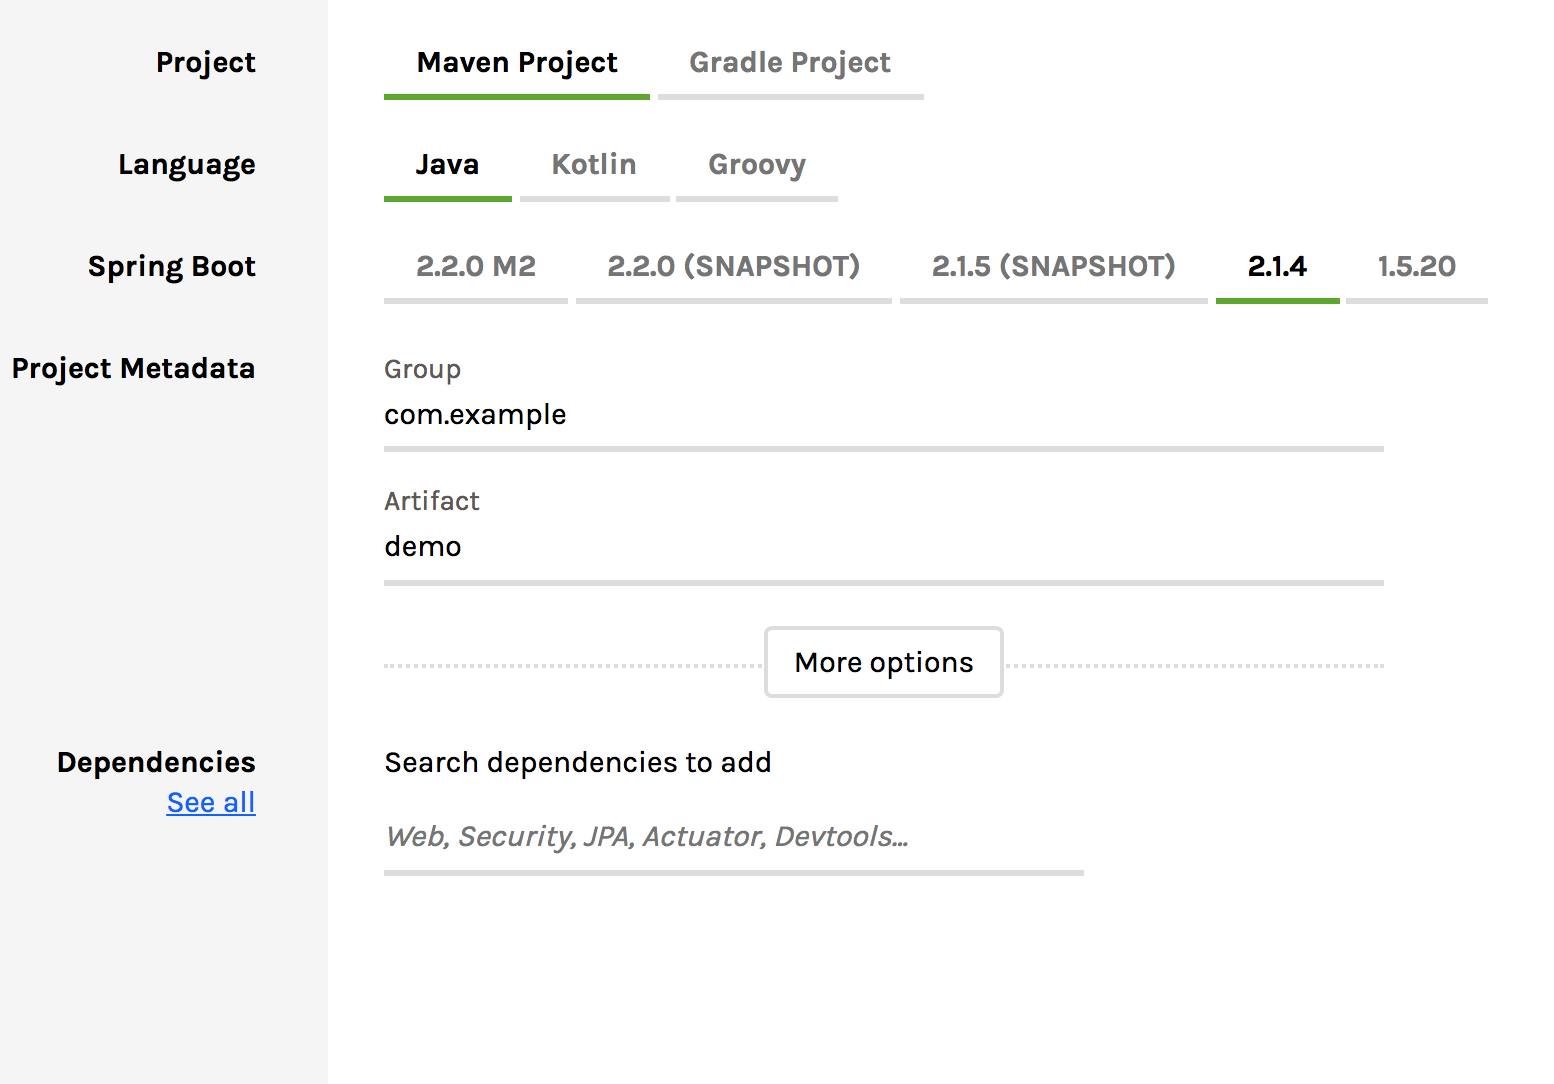 Project
Maven Project Gradle Project
Language
Java Kotlin Groovy
Spring Boot
2.2.0 M2 2.2.0 (SNAPSHOT) 2.1.5 (SNAPSHOT) 2.1.4 1.5.20
Project Metadata
Group
com.example
Artifact
demo
More options
Dependencies
See all
Search dependencies to add
Web, Security, JPA, Actuator, Devtools...